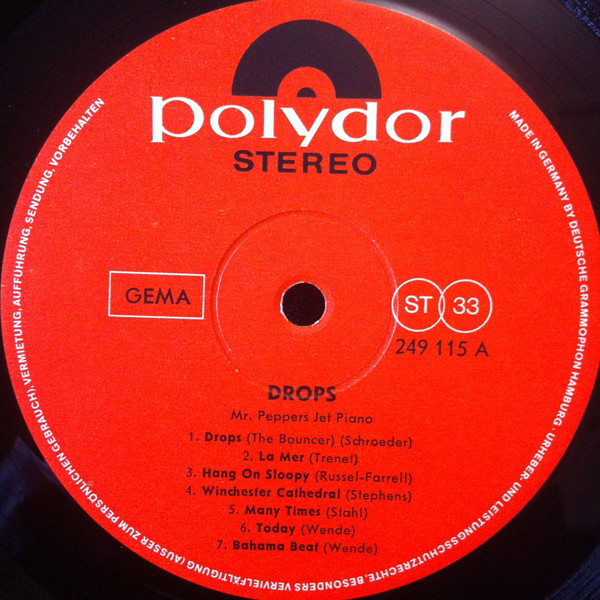 polydor
STEREO
GEMA
ST 33
249 115 A
DROPS
Mr. Peppers Jet Piano
1. Drops (The Bouncer) (Schroeder)
2. La Mer (Trenet)
3. Hang On Sloopy (Russel-Farrell)
4. Winchester Cathedral (Stephens)
5. Many Times (Stahl)
6. Today (Wende)
7. Bahama Beat (Wende)
MADE IN GERMANY BY DEUTSCHE GRAMMOPHON HAMBURG · URHEBER- UND LEISTUNGSSCHUTZRECHTE, BESONDERS VERVIELFÄLTIGUNG (AUSSER ZUM PERSÖNLICHEN GEBRAUCH), VERMIETUNG, AUFFÜHRUNG, SENDUNG, VORBEHALTEN